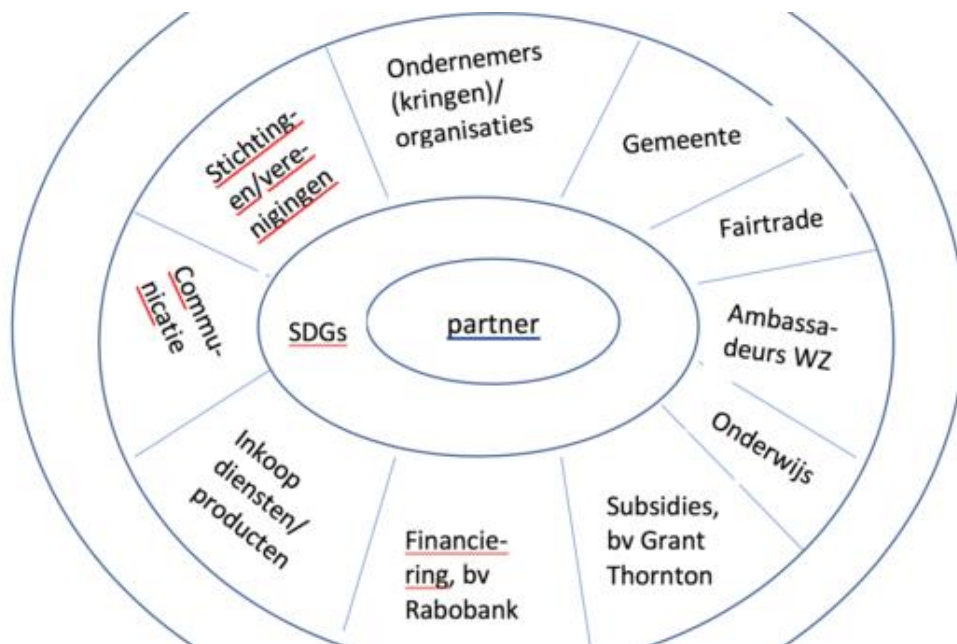 Ondernemers
(kringen)/
organisaties
Gemeente
Fairtrade
Ambassa-
deurs WZ
Onderwijs
Subsidies,
bv Grant
Thornton
Financie-
ring, bv
Rabobank
Inkoop
diensten/
producten
Commu-
nicatie
Stichting-
en/vere-
nigingen
SDGs
partner